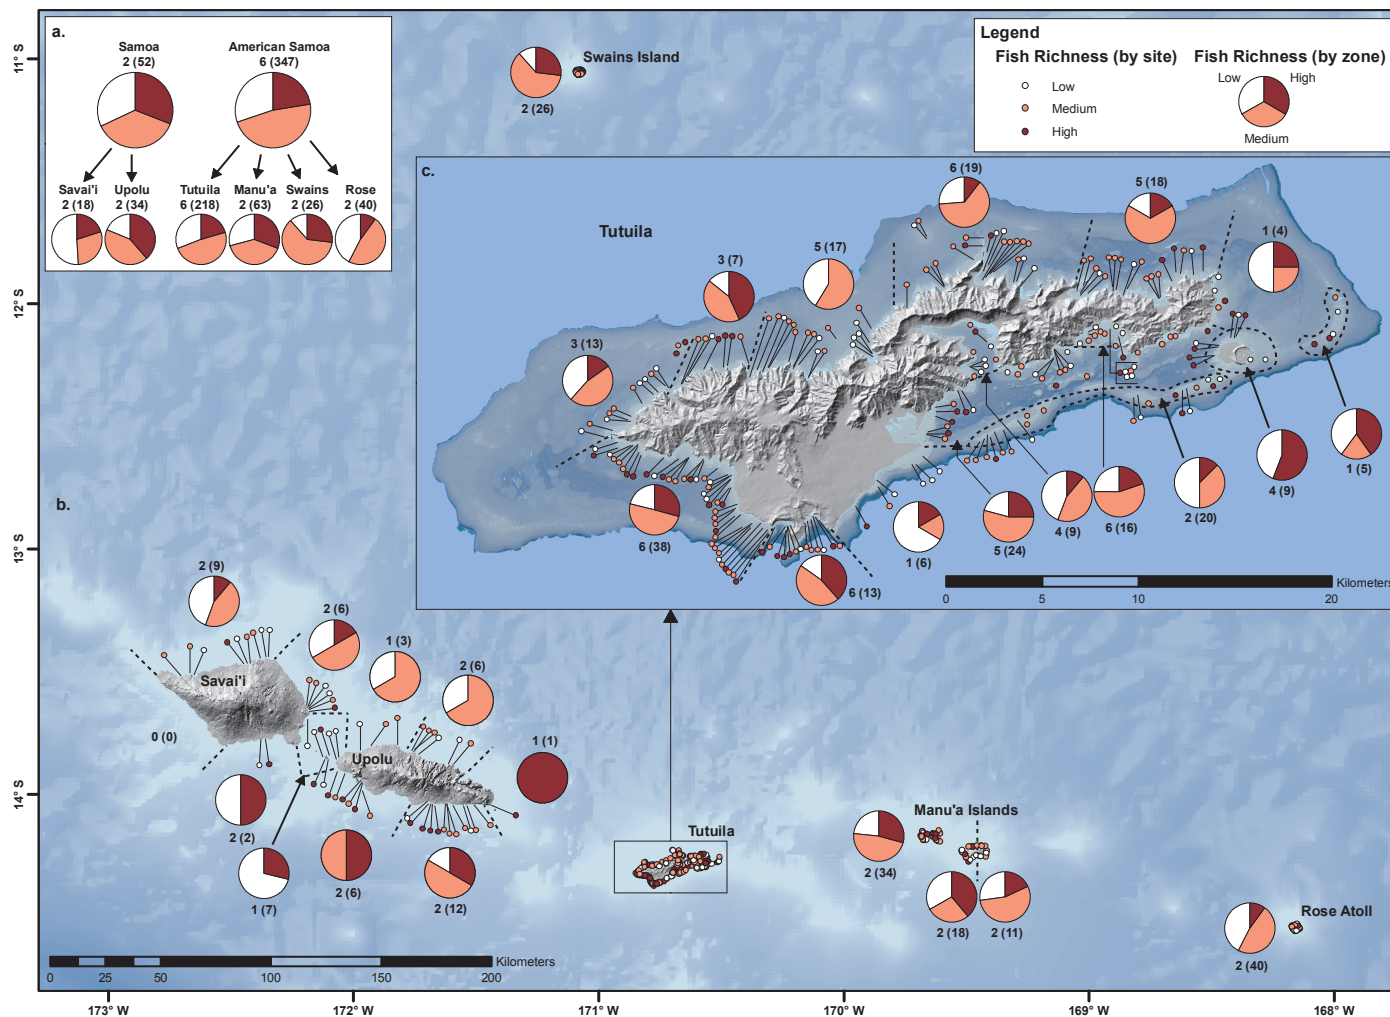 a.
Samoa
2 (52)
American Samoa
6 (347)
Savai'i
2 (18)
Upolu
2 (34)
Tutuila
6 (218)
Manu'a
2 (63)
Swains
2 (26)
Rose
2 (40)
Swains Island
2 (26)
Legend
Fish Richness (by site)
Low
Medium
High
Fish Richness (by zone)
Low
High
Medium
c.
Tutuila
6 (19)
5 (18)
1 (4)
5 (17)
3 (7)
3 (13)
6 (38)
6 (13)
1 (6)
5 (24)
4 (9)
6 (16)
2 (20)
4 (9)
1 (5)
0
5
10
20
Kilometers
b.
2 (9)
2 (6)
1 (3)
2 (6)
1 (1)
Savai'i
0 (0)
Upolu
2 (2)
1 (7)
2 (6)
2 (12)
Tutuila
Manu'a Islands
2 (34)
2 (18)
2 (11)
Rose Atoll
2 (40)
0
25
50
100
150
200
Kilometers
11° S
12° S
13° S
14° S
173° W
172° W
171° W
170° W
169° W
168° W